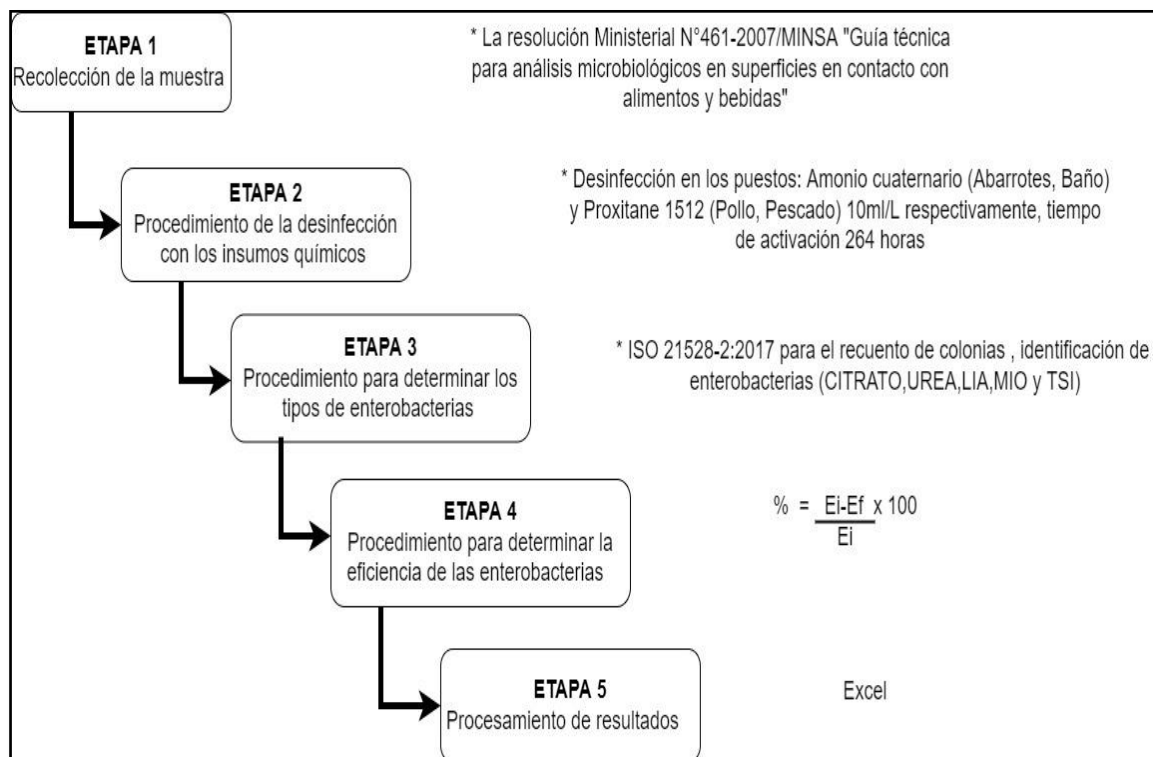 ETAPA 1
Recolección de la muestra
* La resolución Ministerial N°461-2007/MINSA "Guía técnica
para análisis microbiológicos en superficies en contacto con
alimentos y bebidas"
ETAPA 2
Procedimiento de la desinfección
con los insumos químicos
* Desinfección en los puestos: Amonio cuaternario (Abarrotes, Baño)
y Proxitane 1512 (Pollo, Pescado) 10ml/L respectivamente, tiempo
de activación 264 horas
ETAPA 3
Procedimiento para determinar los
tipos de enterobacterias
* ISO 21528-2:2017 para el recuento de colonias , identificación de
enterobacterias (CITRATO,UREA,LIA,MIO y TSI)
ETAPA 4
Procedimiento para determinar la
eficiencia de las enterobacterias
% = Ei-Ef x 100
Ei
ETAPA 5
Procesamiento de resultados
Excel